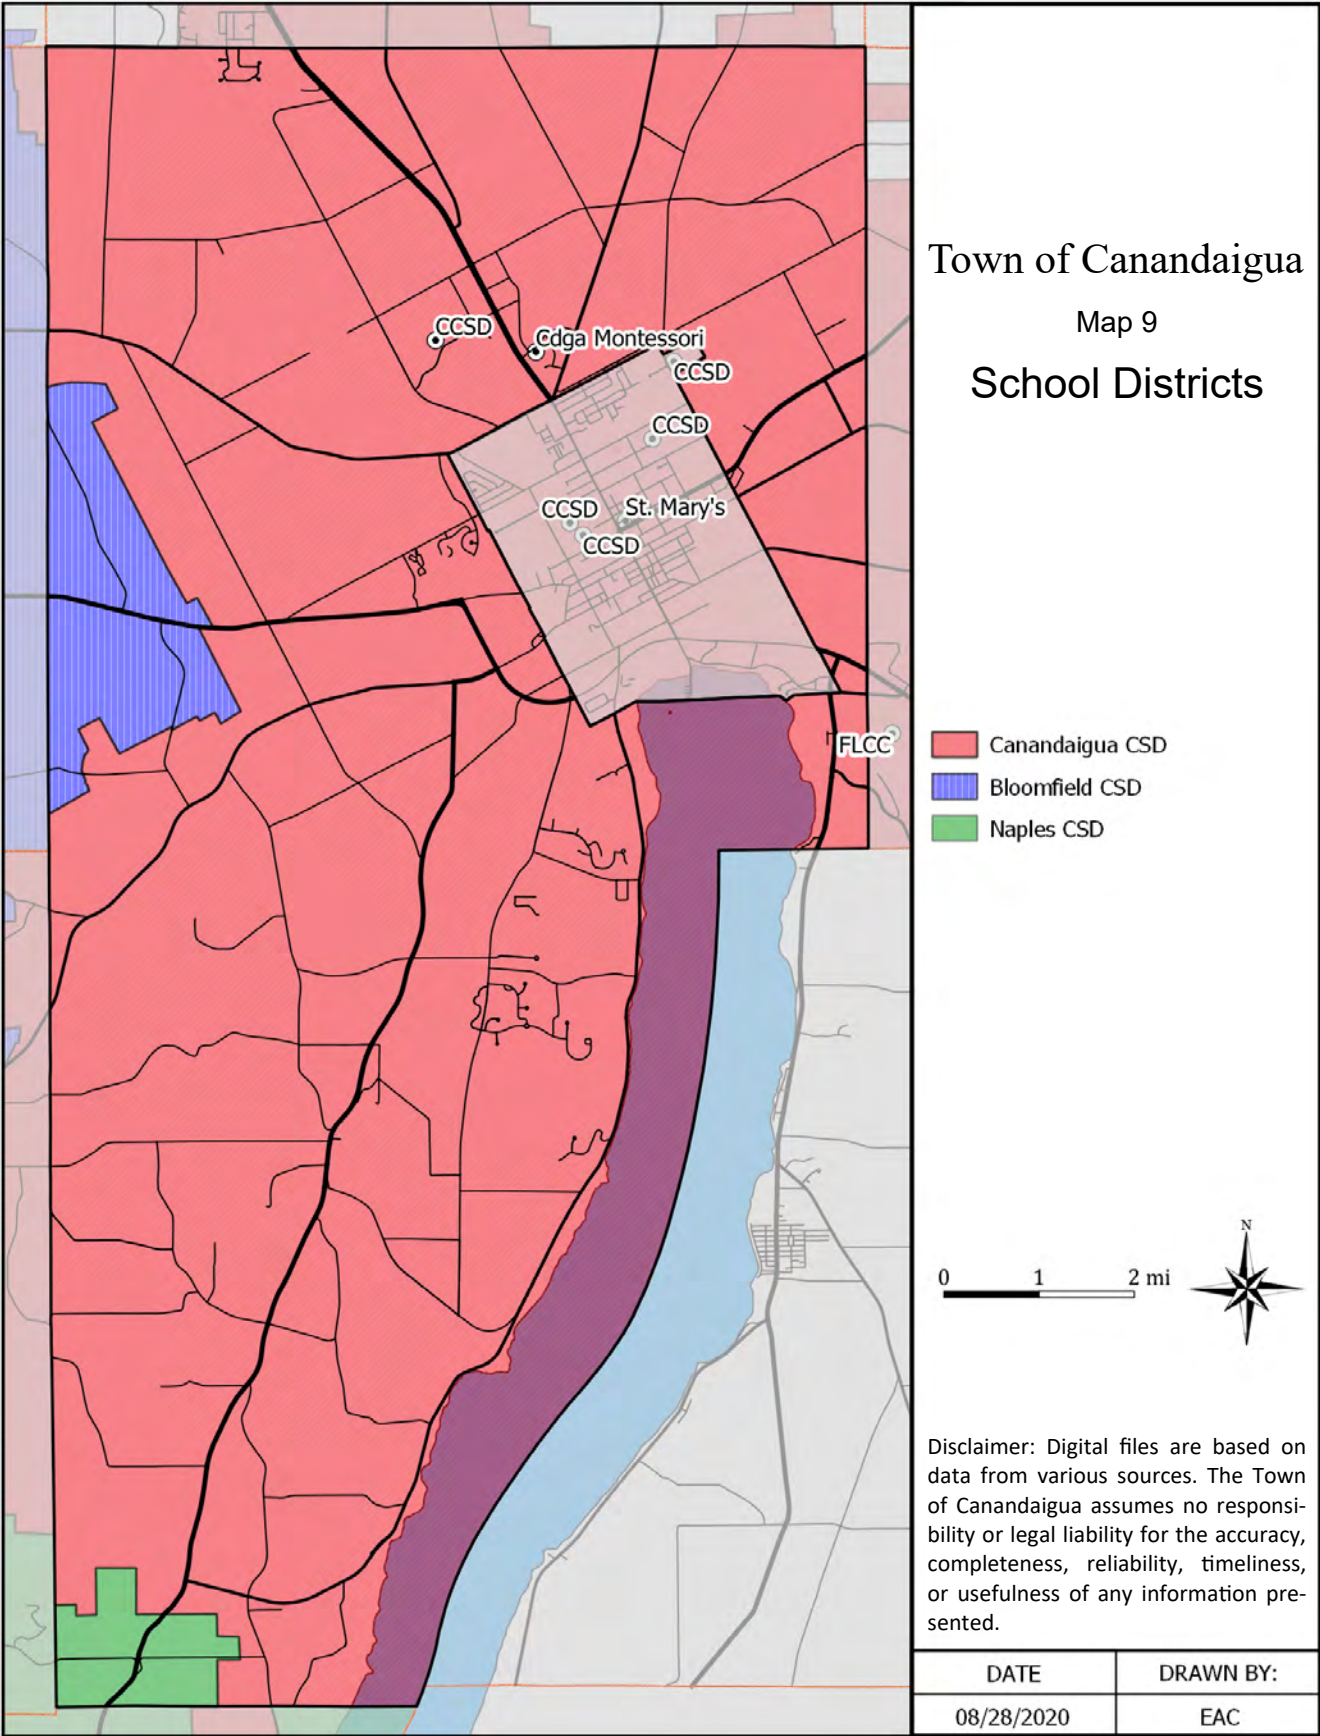 Town of Canandaigua
Map 9
School Districts
CCSD
Cdga Montessori
CCSD
CCSD
CCSD
St. Mary's
CCSD
FLCC
Canandaigua CSD
Bloomfield CSD
Naples CSD
N
0 1 2 mi
Disclaimer: Digital files are based on
data from various sources. The Town
of Canandaigua assumes no responsi-
bility or legal liability for the accuracy,
completeness, reliability, timeliness,
or usefulness of any information pre-
sented.
DATE DRAWN BY:
08/28/2020 EAC